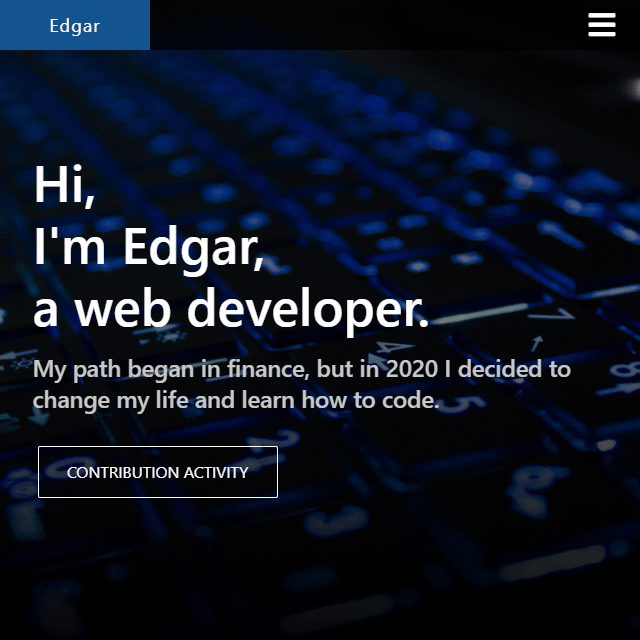 Edgar
Hi,
I'm Edgar,
a web developer.
My path began in finance, but in 2020 I decided to
change my life and learn how to code.
CONTRIBUTION ACTIVITY